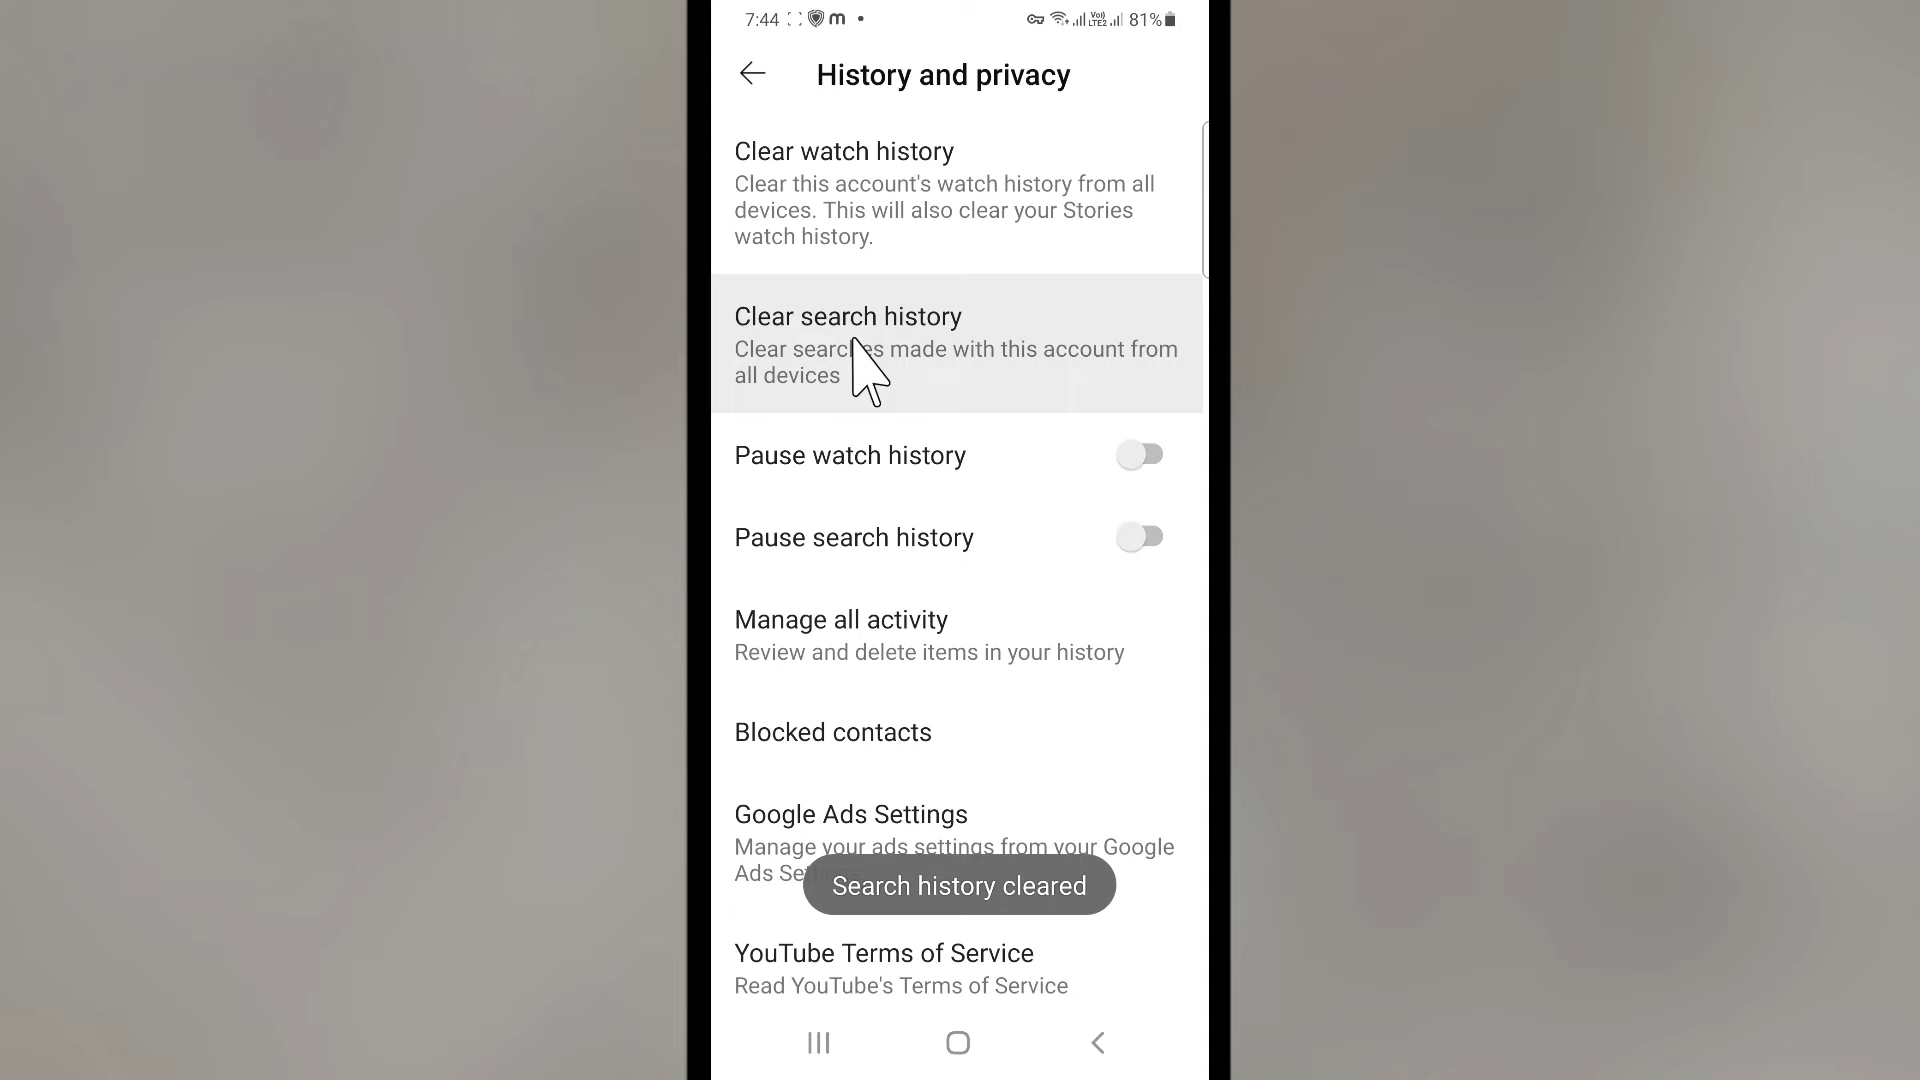 7:44 m • Vo)) LTE2 81%
History and privacy
Clear watch history
Clear this account's watch history from all
devices. This will also clear your Stories
watch history.
Clear search history
Clear searches made with this account from
all devices
Pause watch history
Pause search history
Manage all activity
Review and delete items in your history
Blocked contacts
Google Ads Settings
Manage your ads settings from your Google
Ads
Search history cleared
YouTube Terms of Service
Read YouTube's Terms of Service